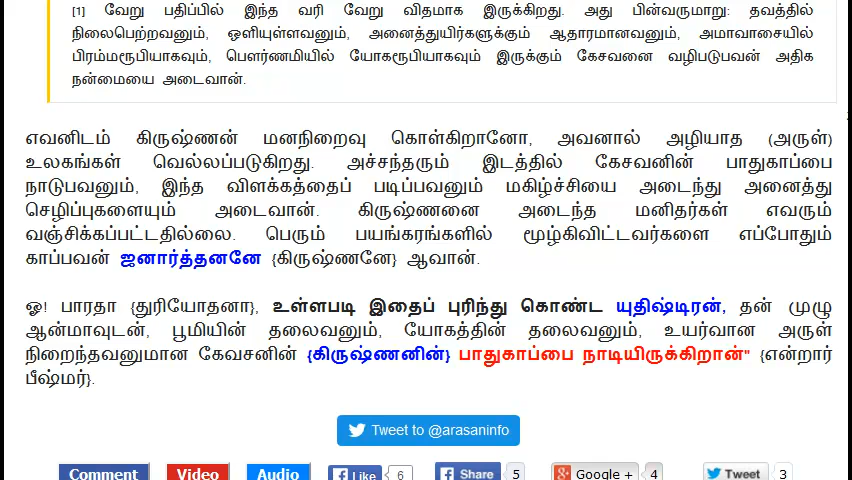 [1] வேறு பதிப்பில் இந்த வரி வேறு விதமாக இருக்கிறது. அது பின்வருமாறு: தவத்தில்
நிலைபெற்றவனும், ஒளியுள்ளவனும், அனைத்துயிர்களுக்கும் ஆதாரமானவனும், அமாவாசையில்
பிரம்மரூபியாகவும், பௌர்ணமியில் யோகரூபியாகவும் இருக்கும் கேசவனை வழிபடுபவன் அதிக
நன்மையை அடைவான்.
எவனிடம் கிருஷ்ணன் மனநிறைவு கொள்கிறானோ, அவனால் அழியாத (அருள்)
உலகங்கள் வெல்லப்படுகிறது. அச்சந்தரும் இடத்தில் கேசவனின் பாதுகாப்பை
நாடுபவனும், இந்த விளக்கத்தைப் படிப்பவனும் மகிழ்ச்சியை அடைந்து அனைத்து
செழிப்புகளையும் அடைவான். கிருஷ்ணனை அடைந்த மனிதர்கள் எவரும்
வஞ்சிக்கப்பட்டதில்லை. பெரும் பயங்கரங்களில் மூழ்கிவிட்டவர்களை எப்போதும்
காப்பவன் ஜனார்த்தனனே {கிருஷ்ணனே} ஆவான்.
ஓ! பாரதா {துரியோதனா}, உள்ளபடி இதைப் புரிந்து கொண்ட யுதிஷ்டிரன், தன் முழு
ஆன்மாவுடன், பூமியின் தலைவனும், யோகத்தின் தலைவனும், உயர்வான அருள்
நிறைந்தவனுமான கேவசனின் {கிருஷ்ணனின்} பாதுகாப்பை நாடியிருக்கிறான்" {என்றார்
பீஷ்மர்}.
Tweet to @arasaninfo
Comment Video Audio Like 6 Share 5 Google + 4 Tweet 3